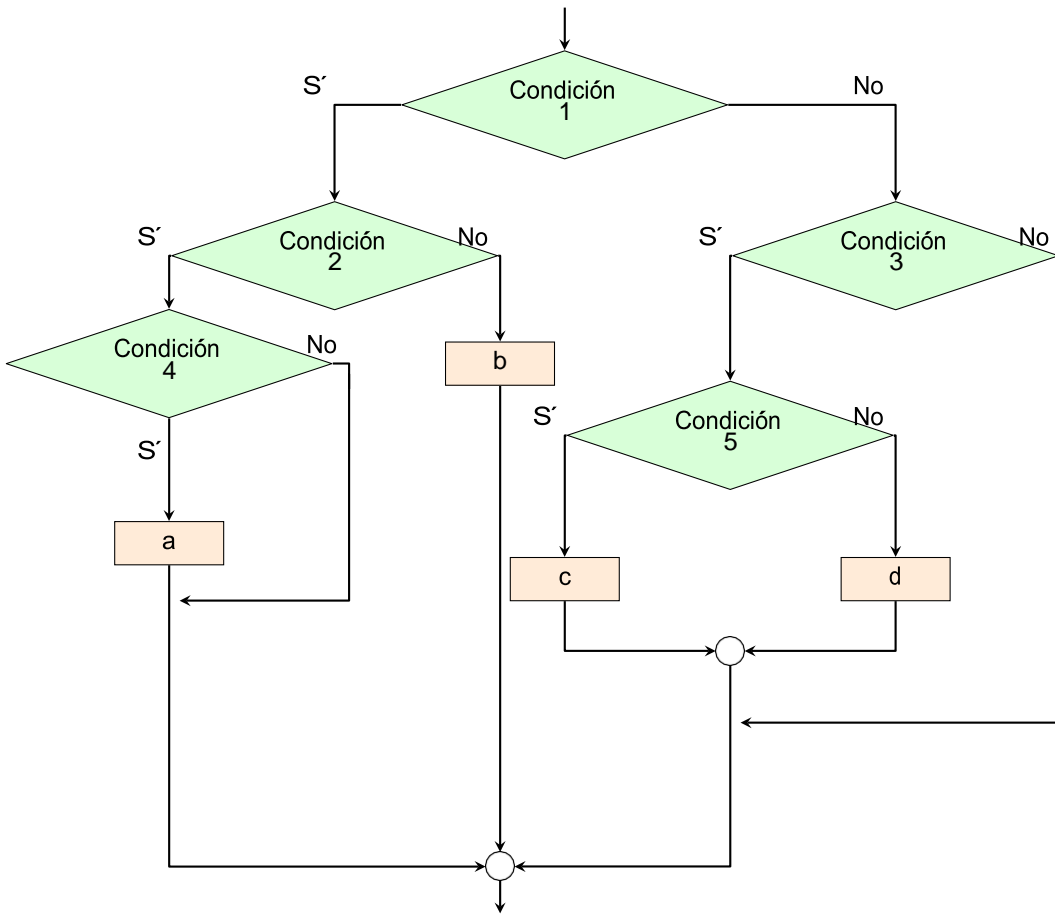 Condición
1
S´
No
Condición
2
S´
No
Condición
3
S´
No
Condición
4
No
S´
b
Condición
5
S´
No
a
c
d